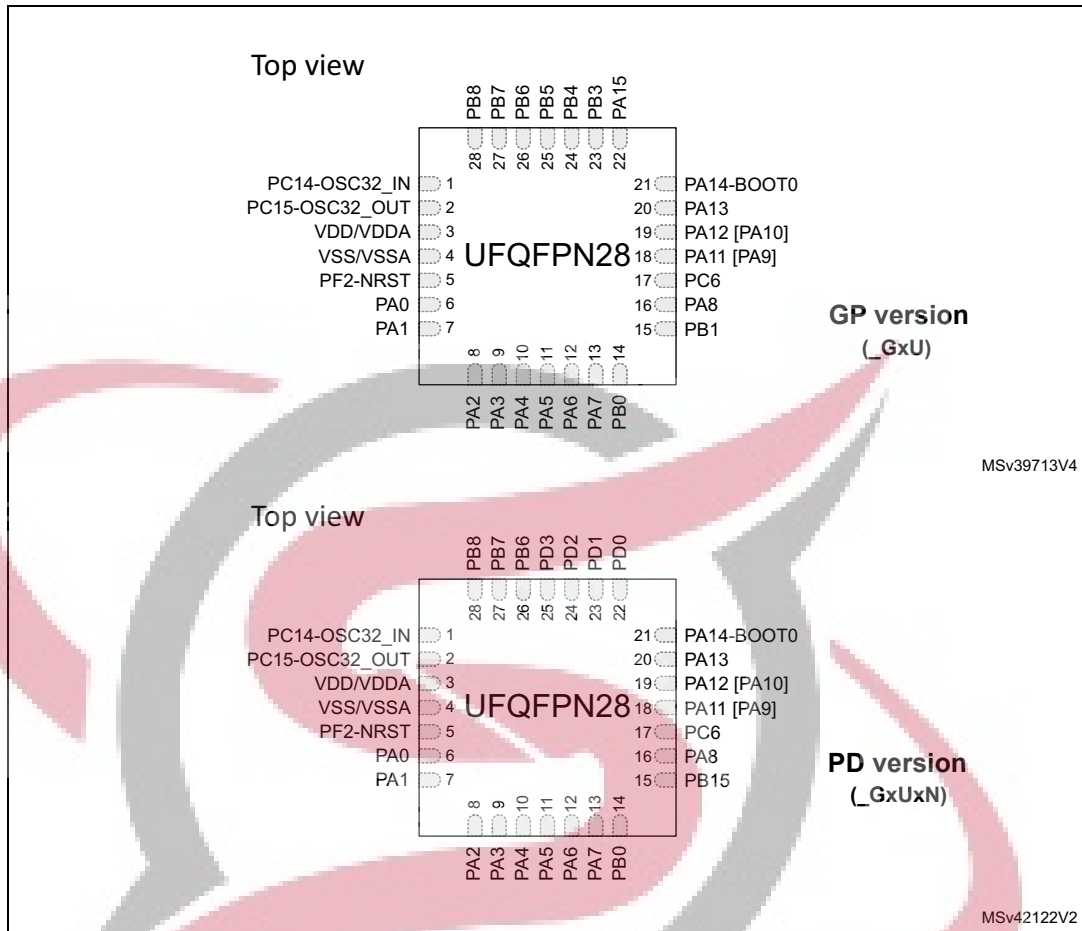 Top view
PB8
PB7
PB6
PB5
PB4
PB3
PA15
28
27
26
25
24
23
22
PC14-OSC32_IN 1
PC15-OSC32_OUT 2
VDD/VDDA 3
VSS/VSSA 4
PF2-NRST 5
PA0 6
PA1 7
UFQFPN28
21 PA14-BOOT0
20 PA13
19 PA12 [PA10]
18 PA11 [PA9]
17 PC6
16 PA8
15 PB1
8
9
10
11
12
13
14
PA2
PA3
PA4
PA5
PA6
PA7
PB0
GP version
(_GxU)
MSv39713V4
Top view
PB8
PB7
PB6
PD3
PD2
PD1
PD0
28
27
26
25
24
23
22
PC14-OSC32_IN 1
PC15-OSC32_OUT 2
VDD/VDDA 3
VSS/VSSA 4
PF2-NRST 5
PA0 6
PA1 7
UFQFPN28
21 PA14-BOOT0
20 PA13
19 PA12 [PA10]
18 PA11 [PA9]
17 PC6
16 PA8
15 PB15
8
9
10
11
12
13
14
PA2
PA3
PA4
PA5
PA6
PA7
PB0
PD version
(_GxUxN)
MSv42122V2